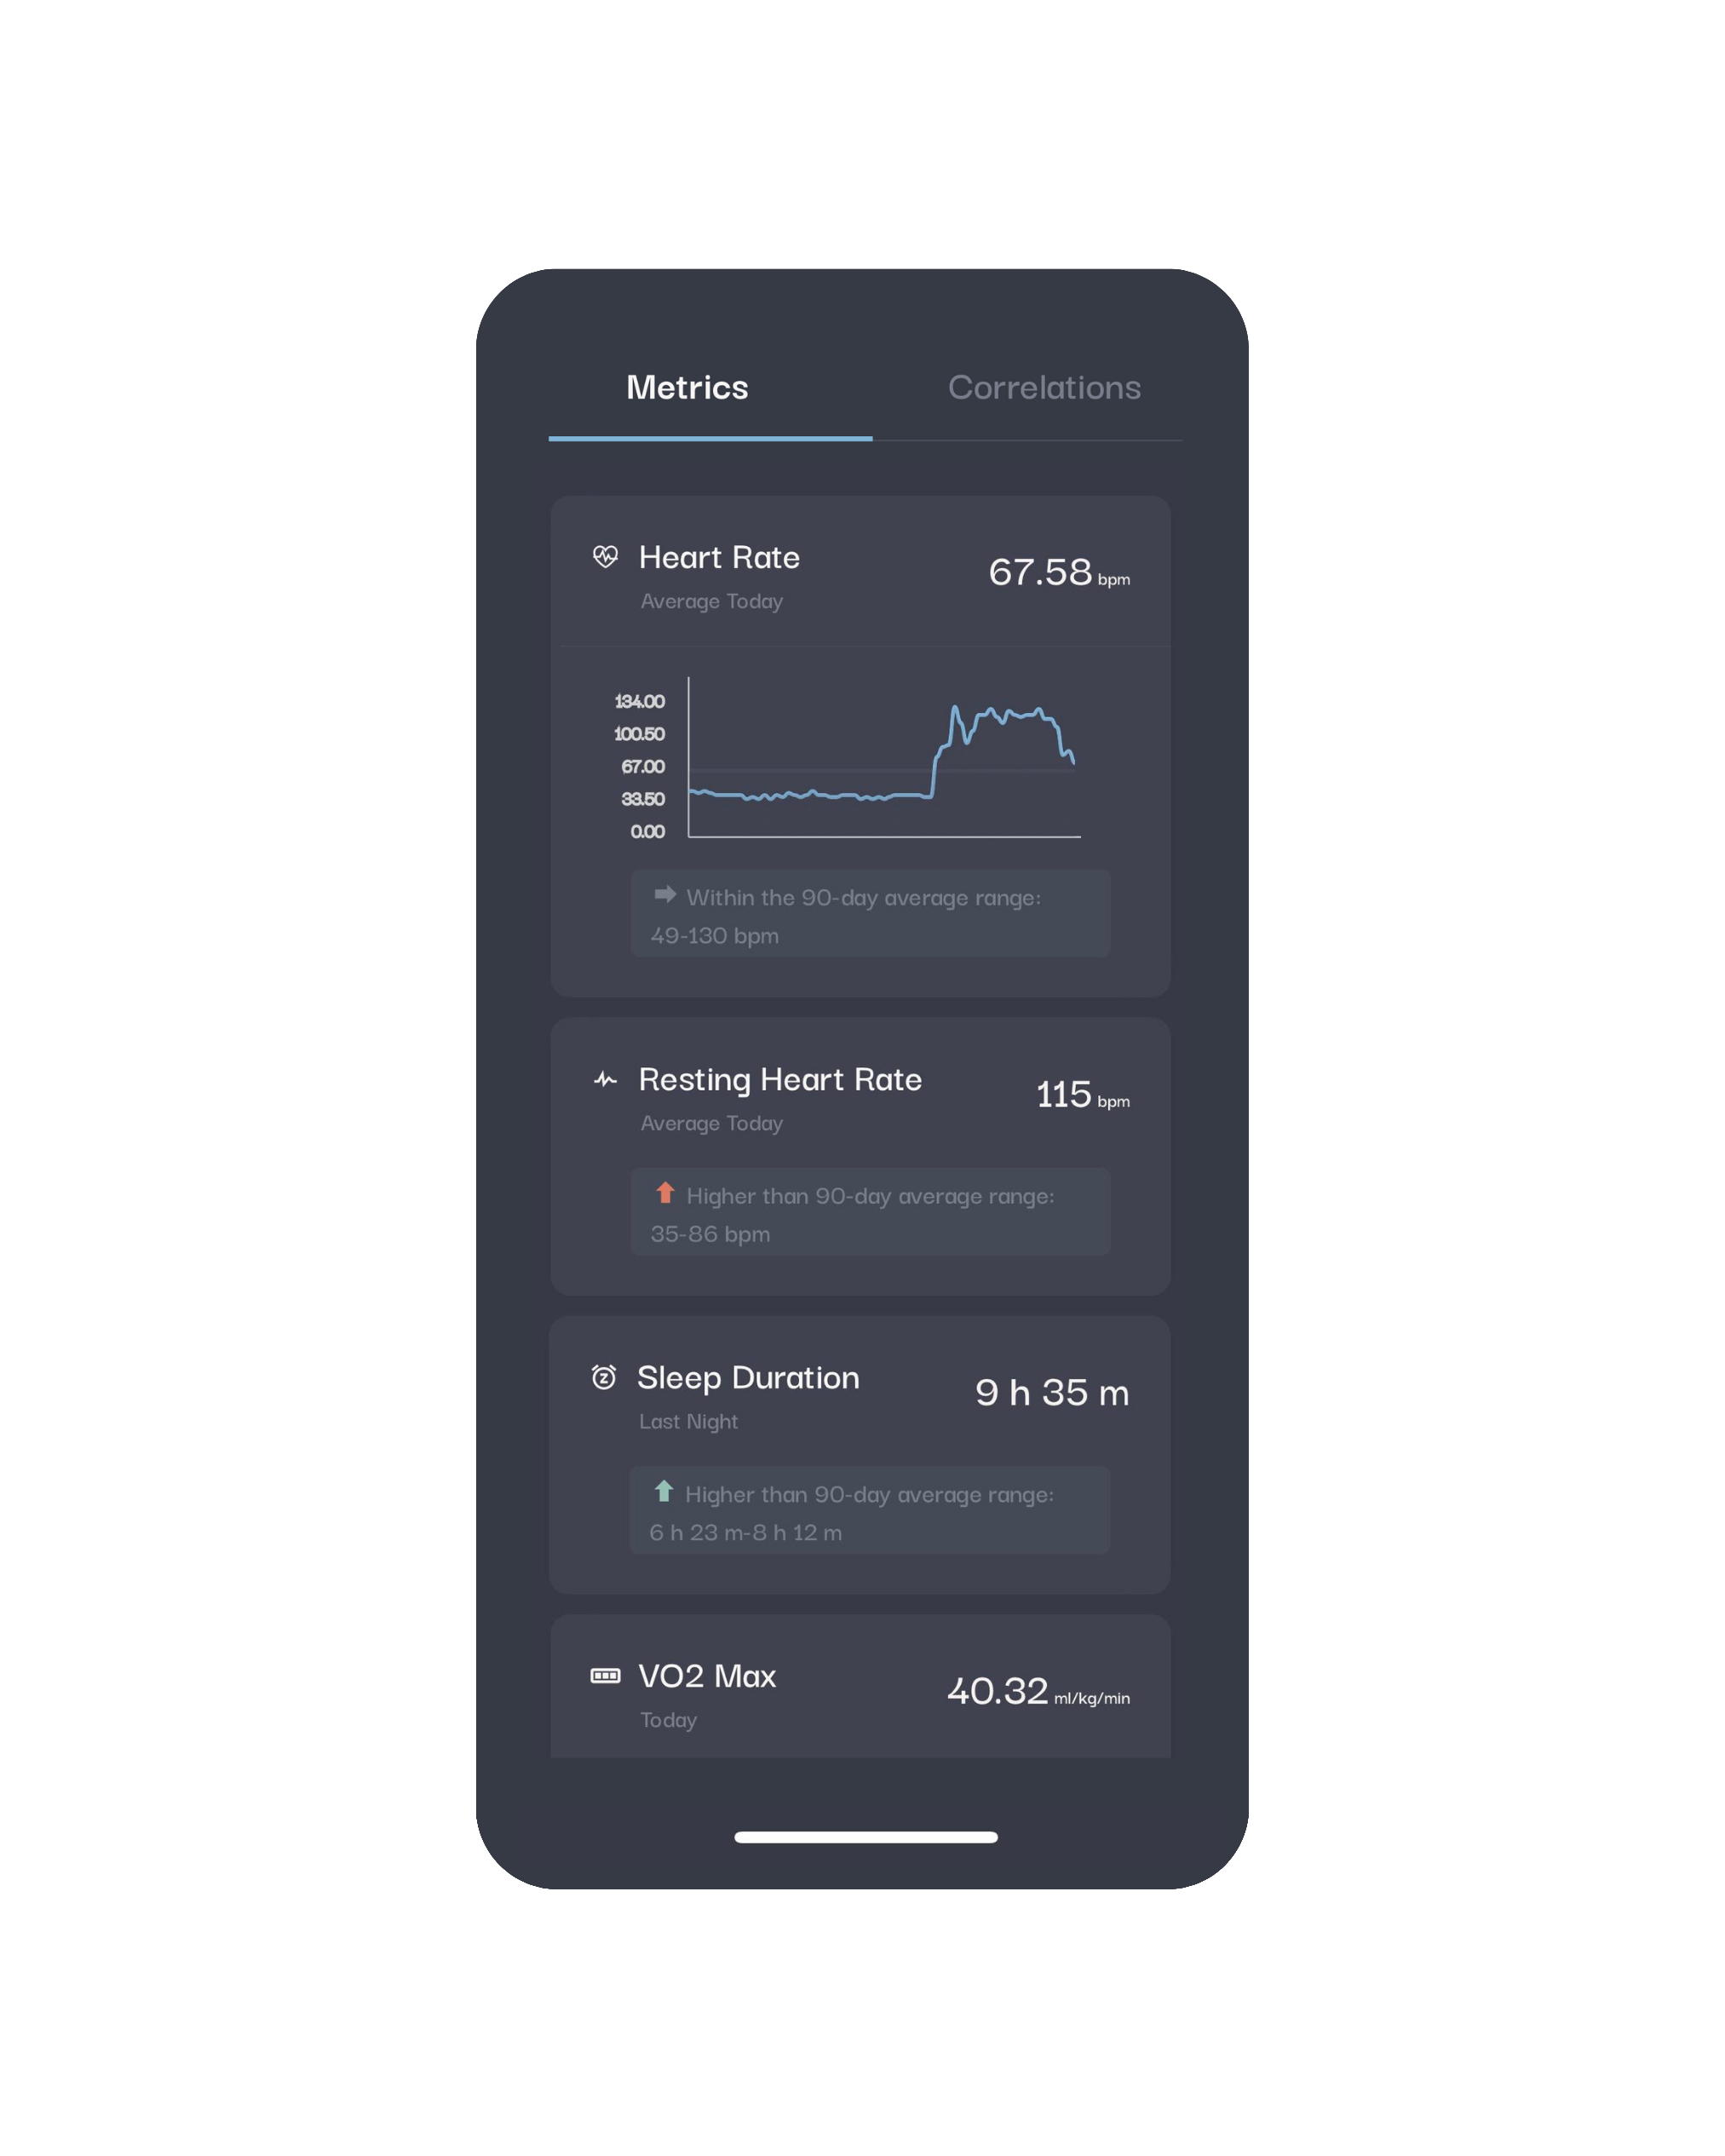 Metrics
Correlations
Heart Rate
67.58 bpm
Average Today
134.00
100.50
67.00
33.50
0.00
Within the 90-day average range:
49-130 bpm
Resting Heart Rate
115 bpm
Average Today
Higher than 90-day average range:
35-86 bpm
Sleep Duration
9 h 35 m
Last Night
Higher than 90-day average range:
6 h 23 m-8 h 12 m
VO2 Max
40.32 ml/kg/min
Today